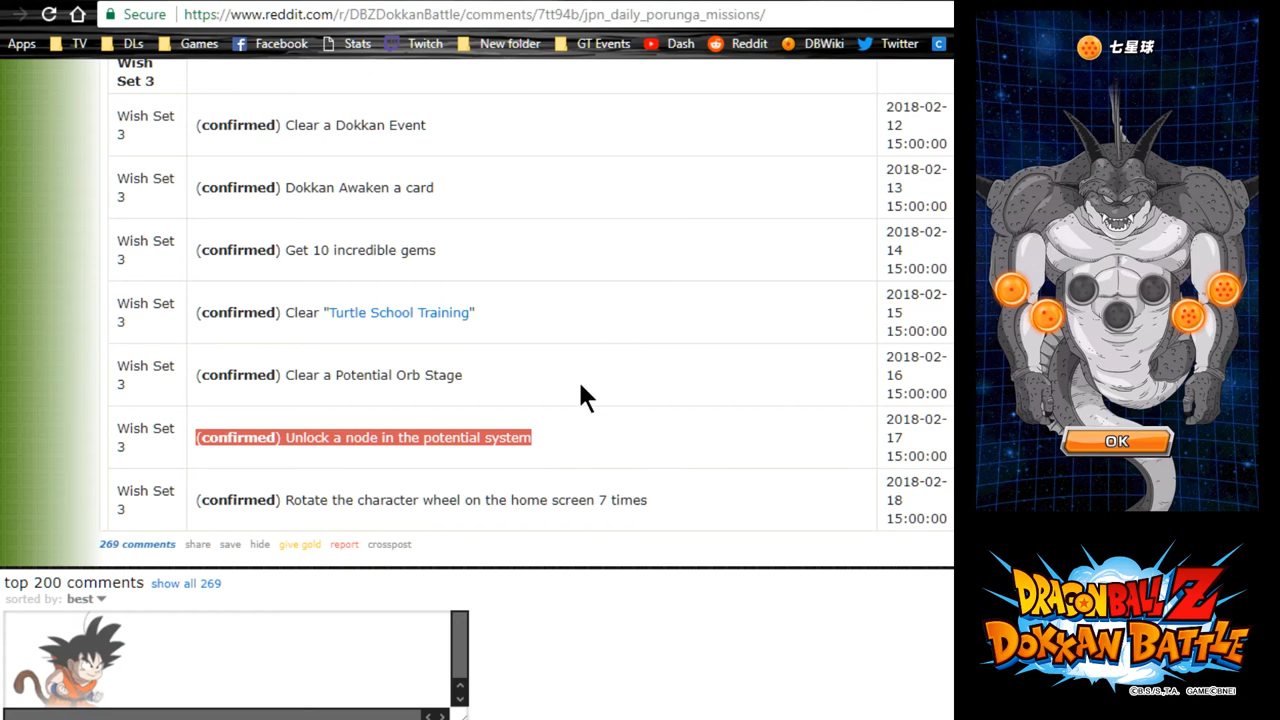 Secure https://www.reddit.com/r/DBZDokkanBattle/comments/7tt94b/jpn_daily_porunga_missions/
Apps TV DLs Games Facebook Stats Twitch New folder GT Events Dash Reddit DBWiki Twitter
Wish
Set 3
Wish Set
3
(confirmed) Clear a Dokkan Event
2018-02-
12
15:00:00
Wish Set
3
(confirmed) Dokkan Awaken a card
2018-02-
13
15:00:00
Wish Set
3
(confirmed) Get 10 incredible gems
2018-02-
14
15:00:00
Wish Set
3
(confirmed) Clear "Turtle School Training"
2018-02-
15
15:00:00
Wish Set
3
(confirmed) Clear a Potential Orb Stage
2018-02-
16
15:00:00
Wish Set
3
(confirmed) Unlock a node in the potential system
2018-02-
17
15:00:00
Wish Set
3
(confirmed) Rotate the character wheel on the home screen 7 times
2018-02-
18
15:00:00
269 comments share save hide give gold report crosspost
top 200 comments show all 269
sorted by: best
七星球
OK
DRAGONBALL Z
DOKKAN BATTLE
©B.S./S.,T.A. GAME©BNEI